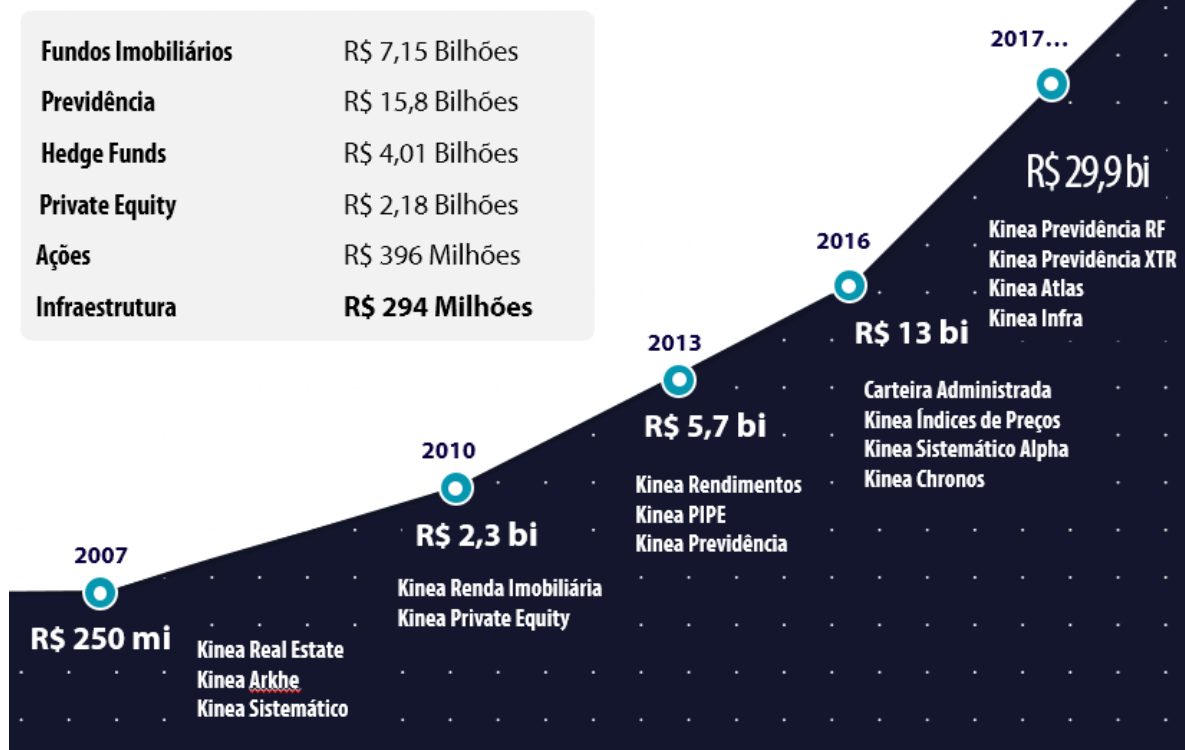 Fundos Imobiliários R$ 7,15 Bilhões
Previdência R$ 15,8 Bilhões
Hedge Funds R$ 4,01 Bilhões
Private Equity R$ 2,18 Bilhões
Ações R$ 396 Milhões
Infraestrutura R$ 294 Milhões
2007
R$ 250 mi
Kinea Real Estate
Kinea Arkhe
Kinea Sistemático
2010
R$ 2,3 bi
Kinea Renda Imobiliária
Kinea Private Equity
2013
R$ 5,7 bi
Kinea Rendimentos
Kinea PIPE
Kinea Previdência
2016
R$ 13 bi
Carteira Administrada
Kinea Índices de Preços
Kinea Sistemático Alpha
Kinea Chronos
2017...
R$ 29,9 bi
Kinea Previdência RF
Kinea Previdência XTR
Kinea Atlas
Kinea Infra